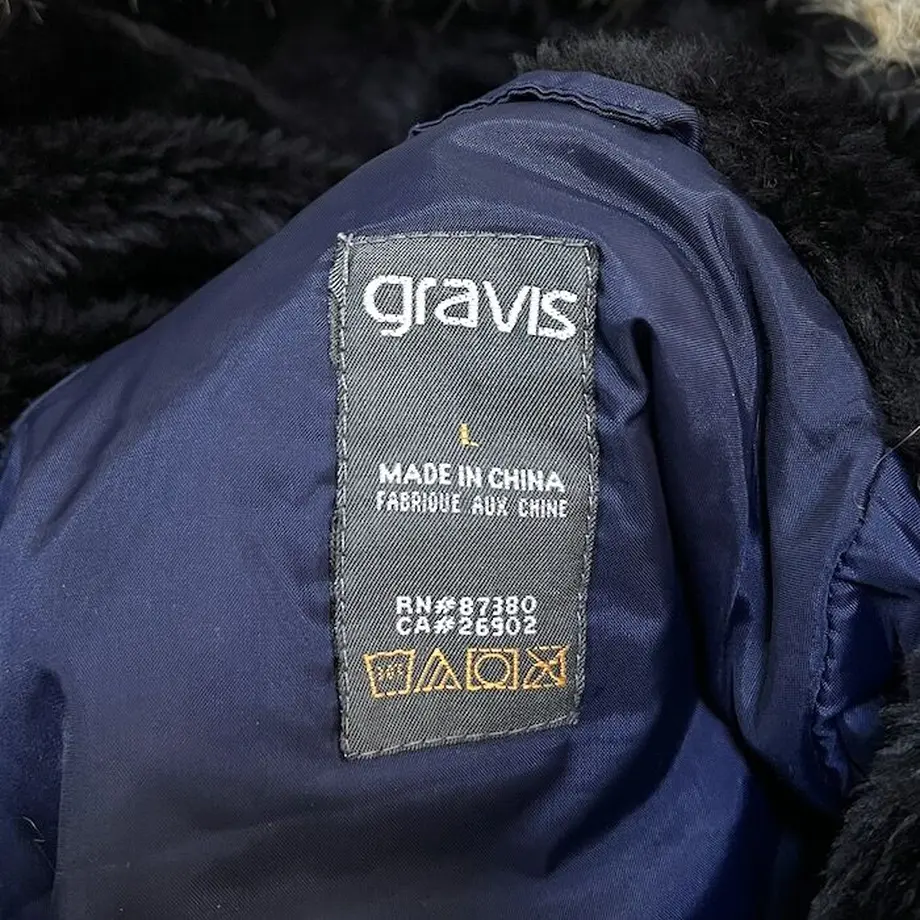 gravis
L
MADE IN CHINA
FABRIQUE AUX CHINE
RN#87380
CA#26902